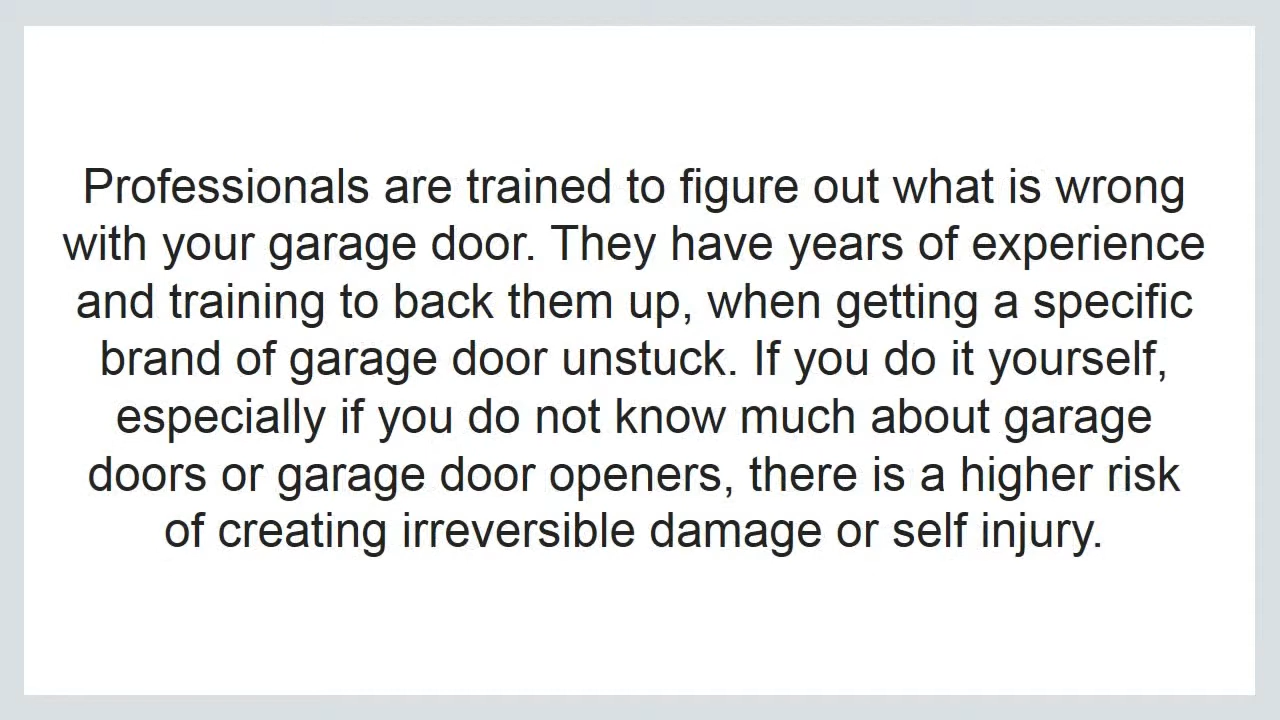 Professionals are trained to figure out what is wrong
with your garage door. They have years of experience
and training to back them up, when getting a specific
brand of garage door unstuck. If you do it yourself,
especially if you do not know much about garage
doors or garage door openers, there is a higher risk
of creating irreversible damage or self injury.